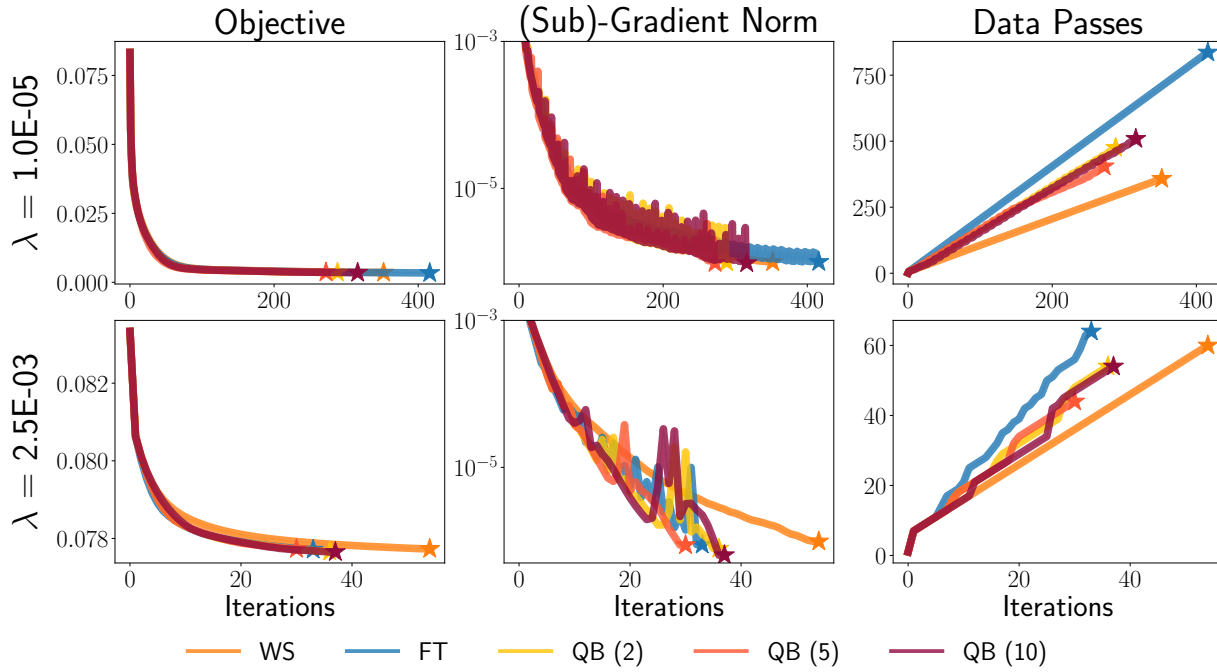 Objective
(Sub)-Gradient Norm
Data Passes
λ = 1.0E-05
0.075
0.050
0.025
0.000
0 200 400
10⁻³
10⁻⁵
0 200 400
750
500
250
0
0 200 400
λ = 2.5E-03
0.082
0.080
0.078
0 20 40
Iterations
10⁻³
10⁻⁵
0 20 40
Iterations
60
40
20
0
0 20 40
Iterations
WS FT QB (2) QB (5) QB (10)